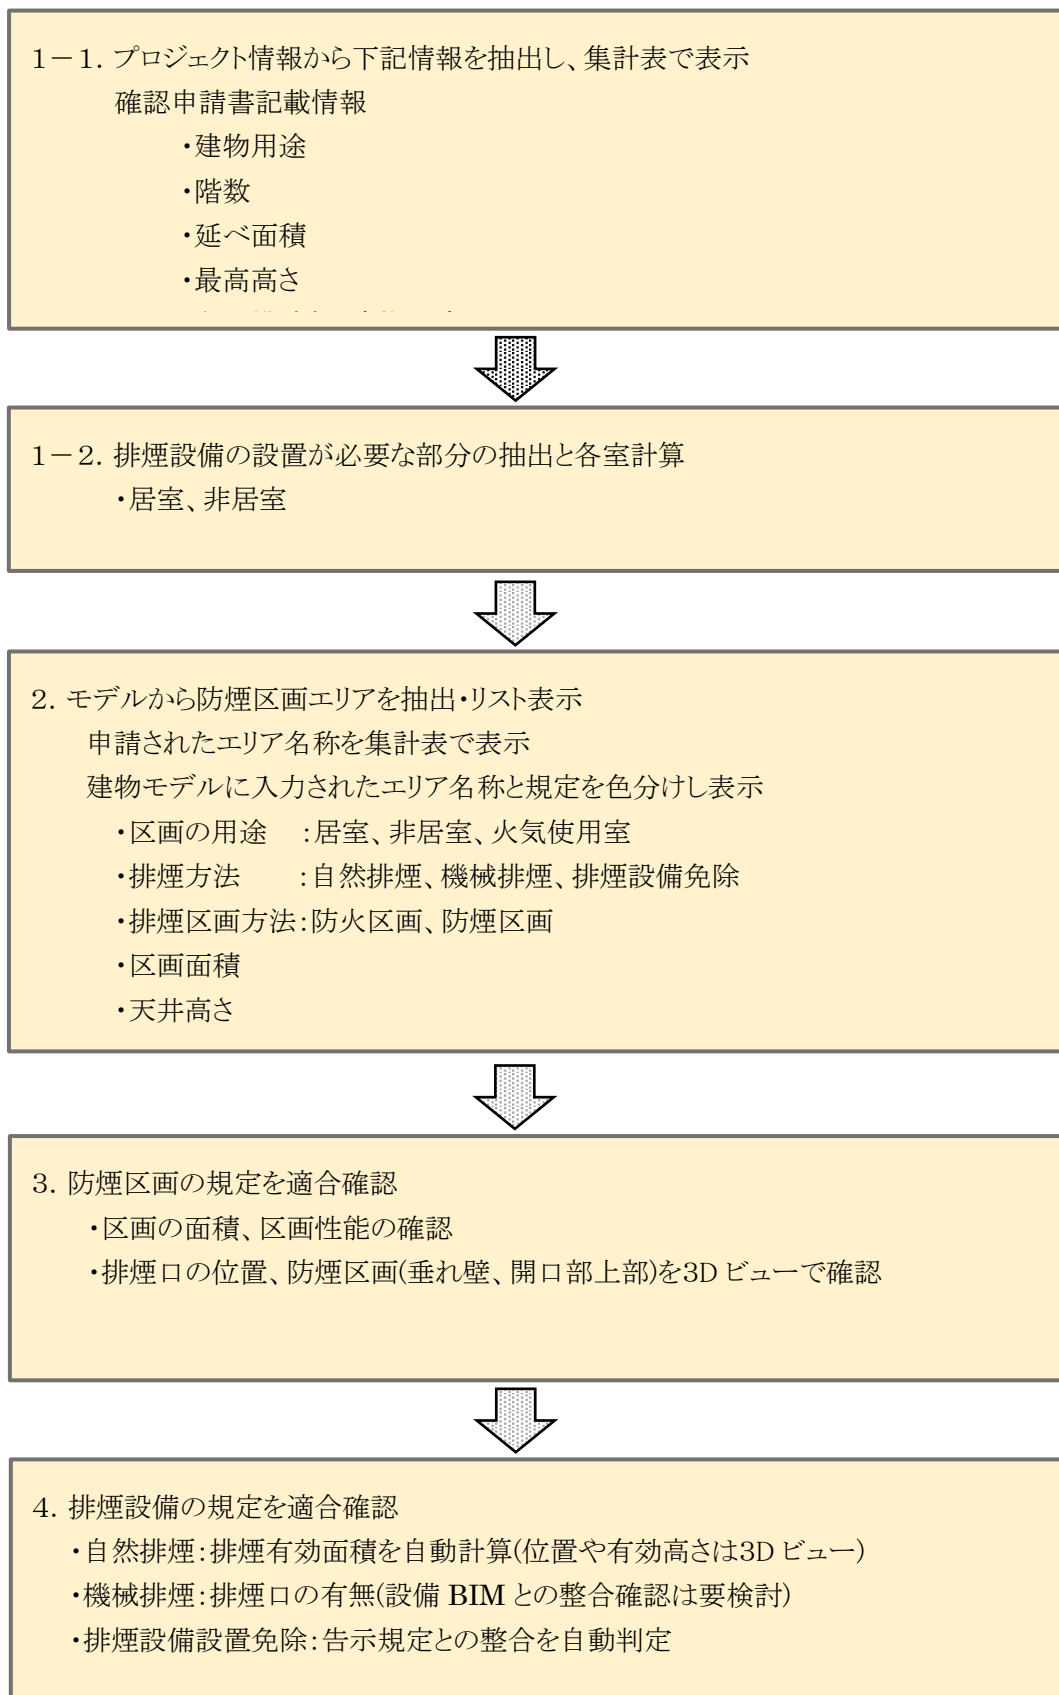 1-1. プロジェクト情報から下記情報を抽出し、集計表で表示
確認申請書記載情報
・建物用途
・階数
・延べ面積
・最高高さ
1-2. 排煙設備の設置が必要な部分の抽出と各室計算
・居室、非居室
2. モデルから防煙区画エリアを抽出・リスト表示
申請されたエリア名称を集計表で表示
建物モデルに入力されたエリア名称と規定を色分けし表示
・区画の用途 :居室、非居室、火気使用室
・排煙方法 :自然排煙、機械排煙、排煙設備免除
・排煙区画方法:防火区画、防煙区画
・区画面積
・天井高さ
3. 防煙区画の規定を適合確認
・区画の面積、区画性能の確認
・排煙口の位置、防煙区画(垂れ壁、開口部上部)を3Dビューで確認
4. 排煙設備の規定を適合確認
・自然排煙:排煙有効面積を自動計算(位置や有効高さは3Dビュー)
・機械排煙:排煙口の有無(設備 BIM との整合確認は要検討)
・排煙設備設置免除:告示規定との整合を自動判定